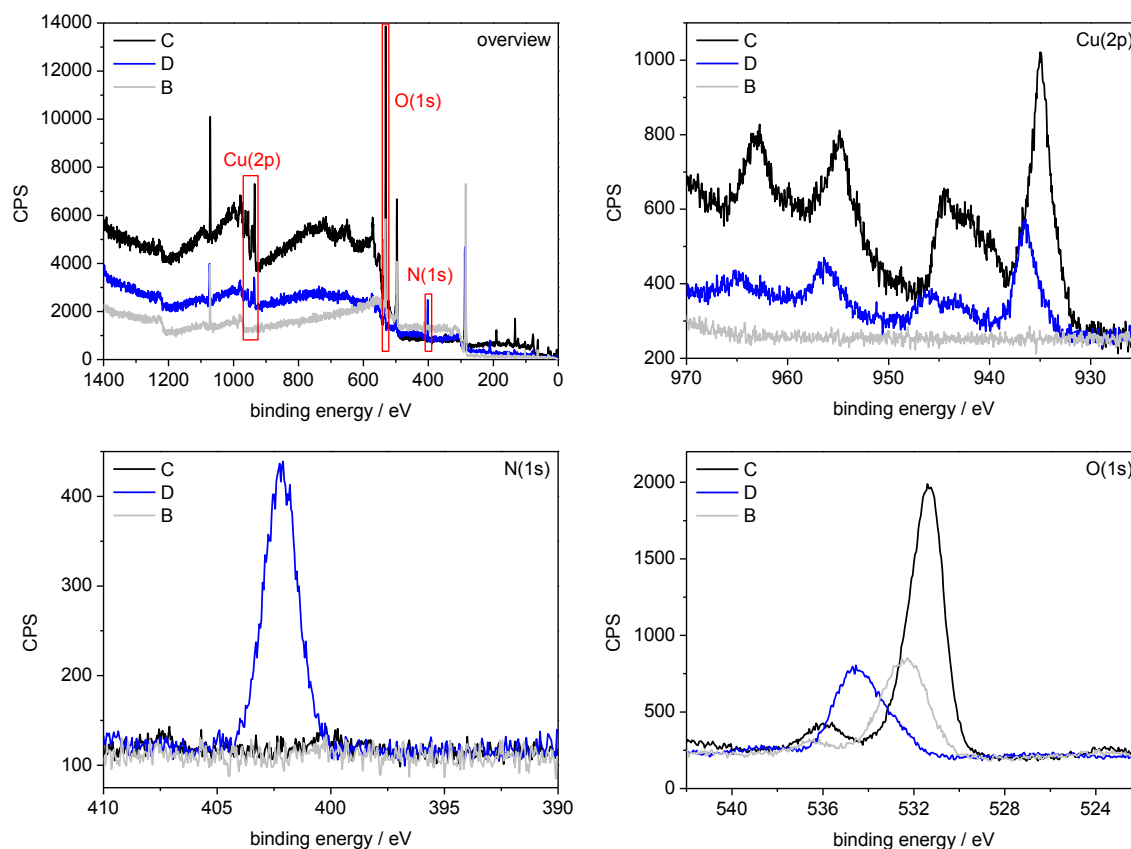 14000
12000
10000
8000
6000
4000
2000
0
CPS
C
D
B
overview
Cu(2p)
O(1s)
N(1s)
1400 1200 1000 800 600 400 200 0
binding energy / eV
1000
800
600
400
200
CPS
C
D
B
Cu(2p)
970 960 950 940 930
binding energy / eV
400
300
200
100
CPS
C
D
B
N(1s)
410 405 400 395 390
binding energy / eV
2000
1500
1000
500
0
CPS
C
D
B
O(1s)
540 536 532 528 524
binding energy / eV